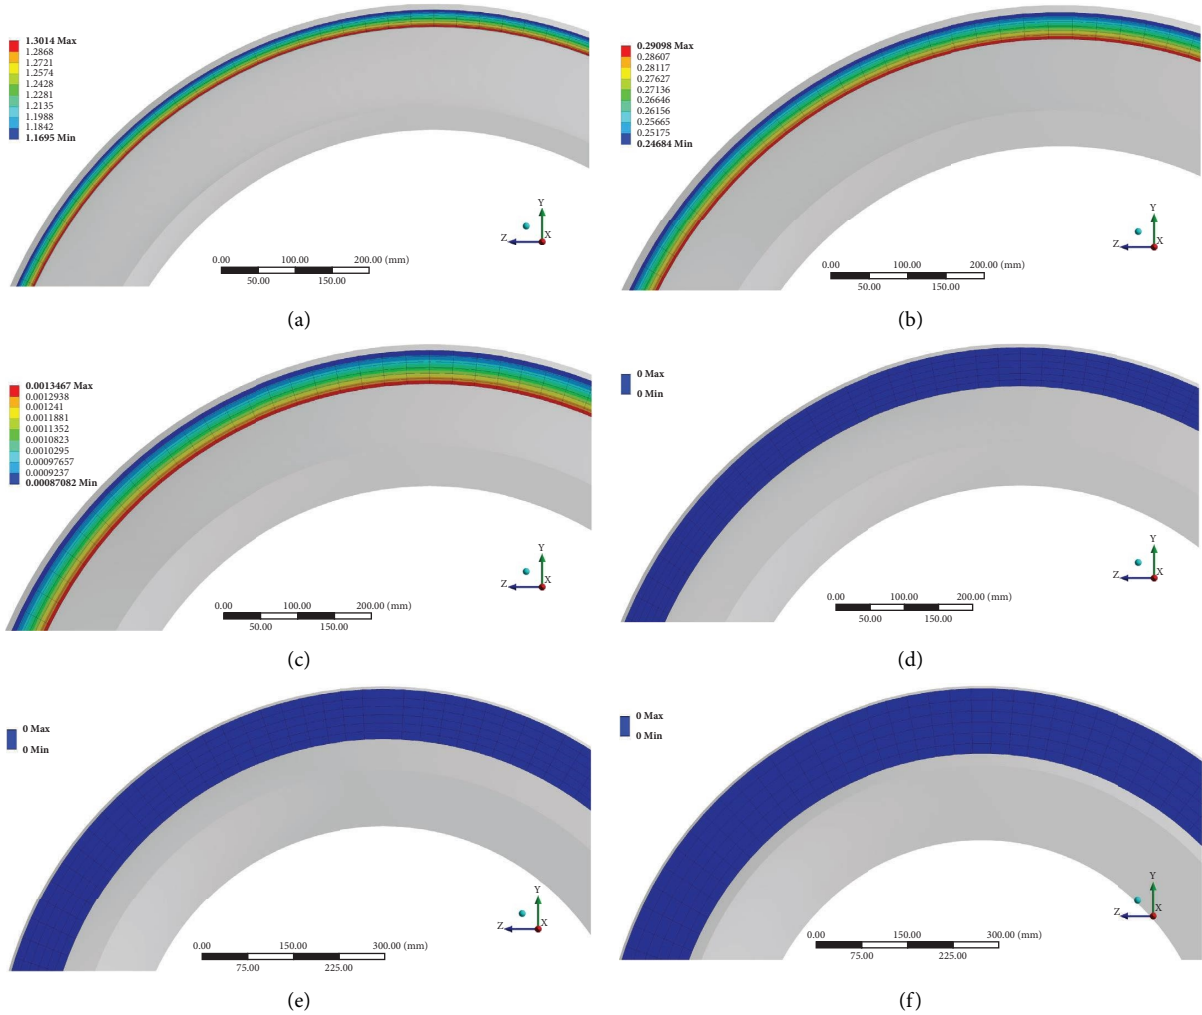 1.3014 Max
1.2868
1.2721
1.2574
1.2428
1.2281
1.2135
1.1988
1.1842
1.1695 Min
Y
Z
X
0.00 100.00 200.00 (mm)
50.00 150.00
(a)
0.29098 Max
0.28607
0.28117
0.27627
0.27136
0.26646
0.26156
0.25665
0.25175
0.24684 Min
Y
Z
X
0.00 100.00 200.00 (mm)
50.00 150.00
(b)
0.0013467 Max
0.0012938
0.001241
0.0011881
0.0011352
0.0010823
0.0010295
0.00097657
0.0009237
0.00087082 Min
Y
Z
X
0.00 100.00 200.00 (mm)
50.00 150.00
(c)
0 Max
0 Min
Y
Z
X
0.00 100.00 200.00 (mm)
50.00 150.00
(d)
0 Max
0 Min
Y
Z
X
0.00 150.00 300.00 (mm)
75.00 225.00
(e)
0 Max
0 Min
Y
Z
X
0.00 150.00 300.00 (mm)
75.00 225.00
(f)